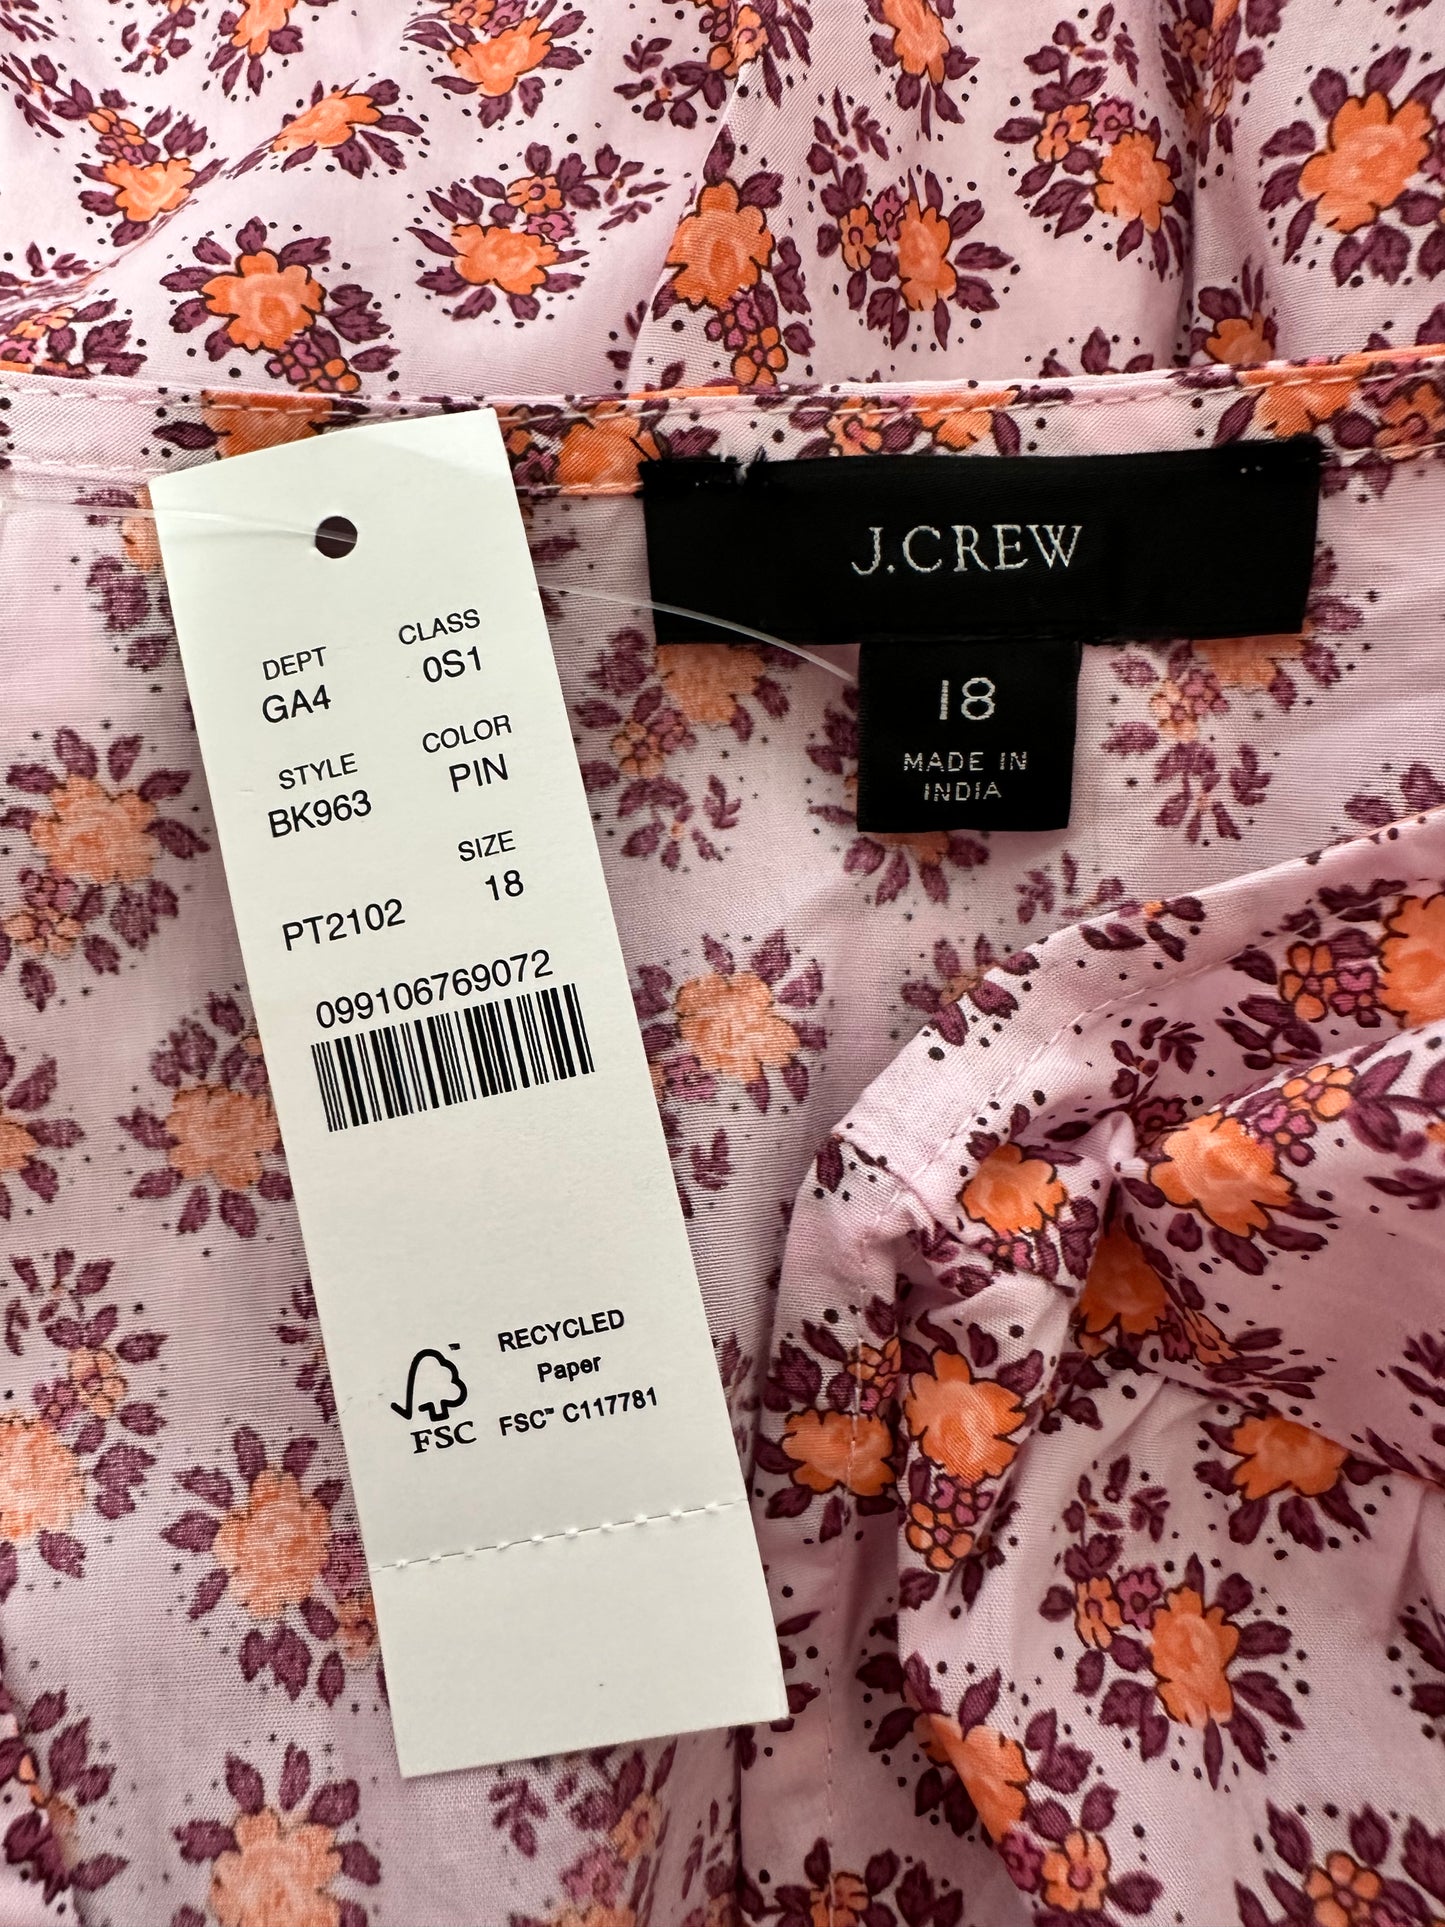 DEPT CLASS
GA4 0S1
STYLE COLOR
BK963 PIN
SIZE
PT2102 18
099106769072
RECYCLED
Paper
FSC™ C117781
™
FSC
J.CREW
18
MADE IN
INDIA